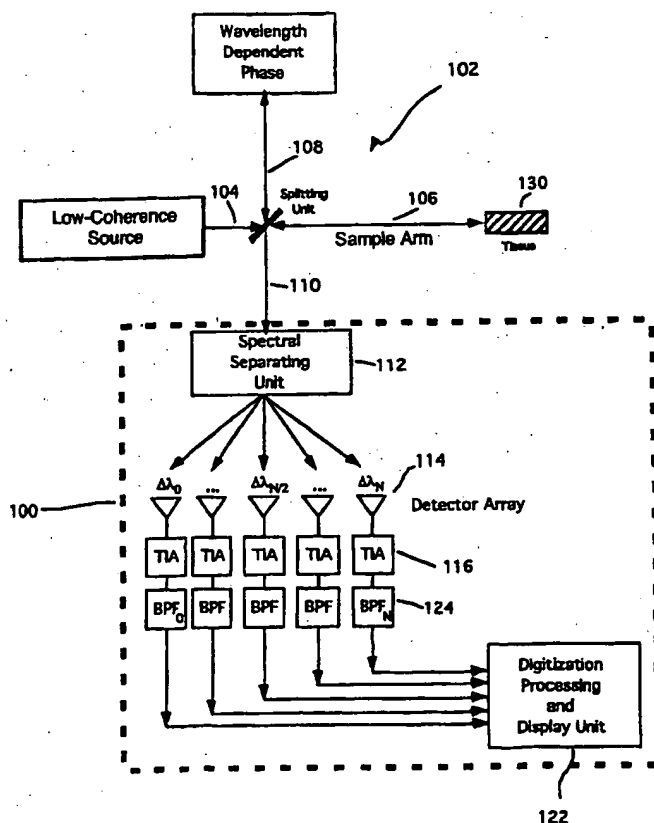 Wavelength
Dependent
Phase
102
108
104
Splitting
Unit
106
130
Low-Coherence
Source
Sample Arm
Tissue
110
Spectral
Separating
Unit
112
Δλ0 ... ΔλN/2 ... ΔλN
114
100
Detector Array
TIA TIA TIA TIA TIA
116
BPF0 BPF BPF BPF BPFN
124
Digitization
Processing
and
Display Unit
122